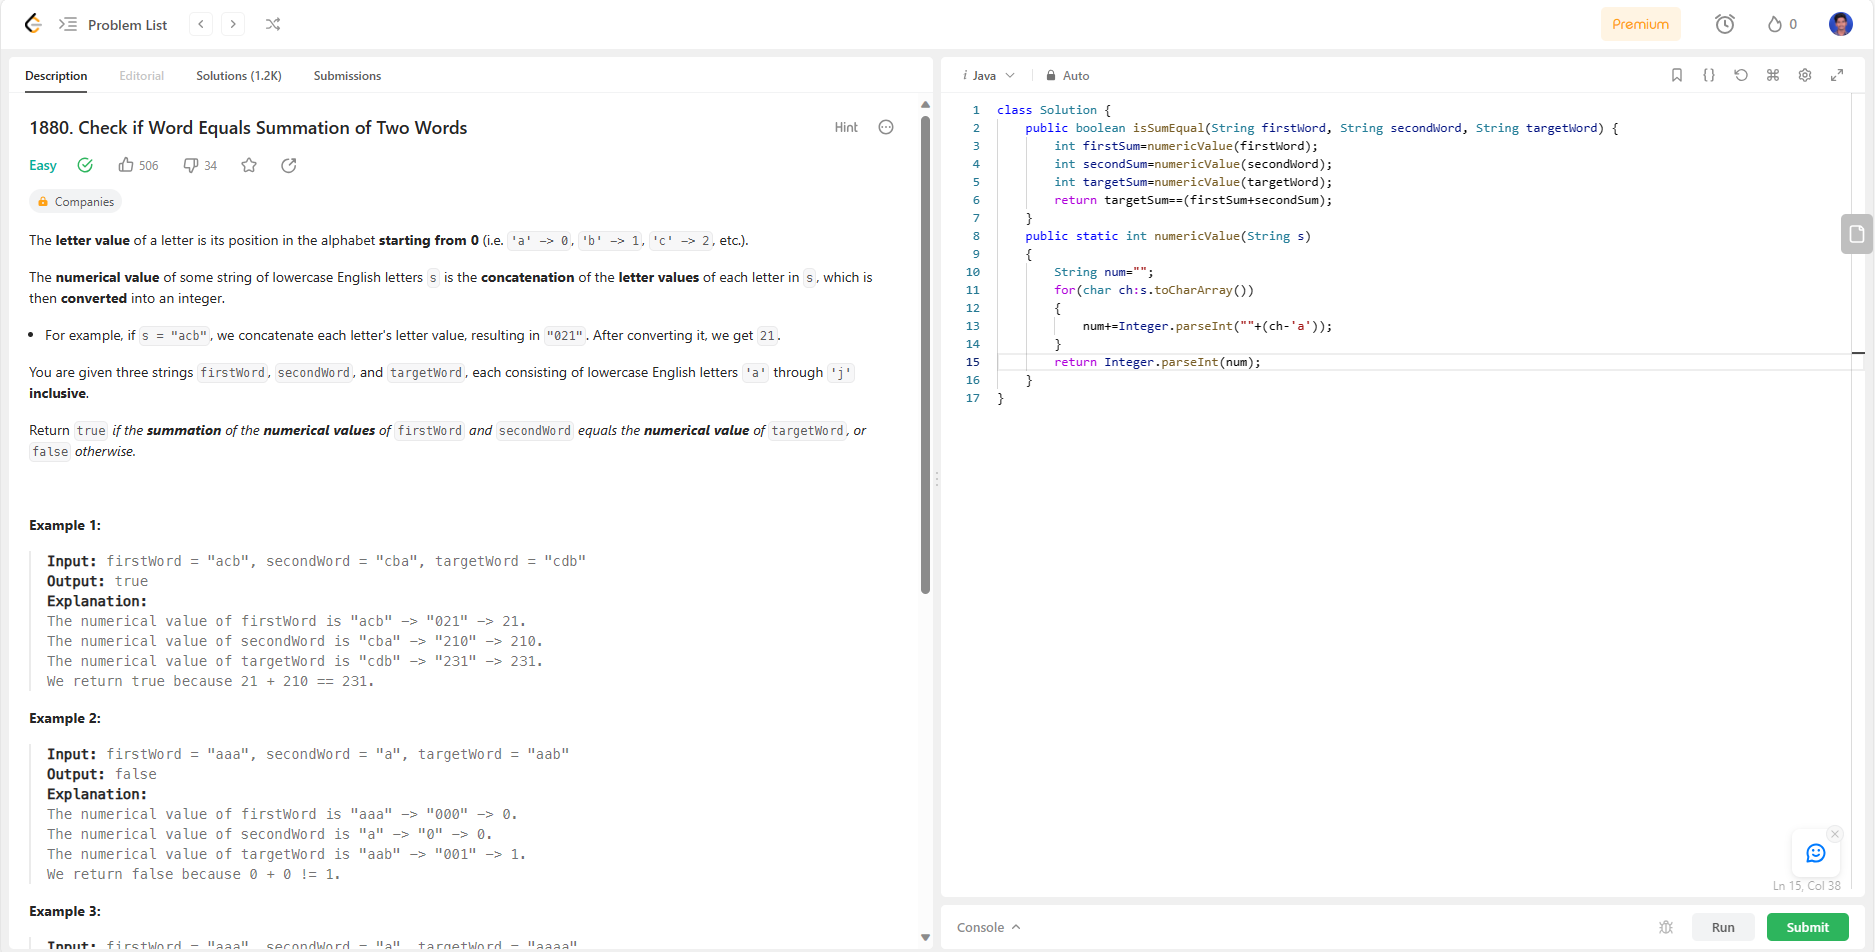 Problem List
Premium
0
Description Editorial Solutions (1.2K) Submissions
1880. Check if Word Equals Summation of Two Words
Hint
Easy 506 34
Companies
The letter value of a letter is its position in the alphabet starting from 0 (i.e. 'a' -> 0, 'b' -> 1, 'c' -> 2, etc.).
The numerical value of some string of lowercase English letters s is the concatenation of the letter values of each letter in s, which is
then converted into an integer.
• For example, if s = "acb", we concatenate each letter's letter value, resulting in "021". After converting it, we get 21.
You are given three strings firstWord, secondWord, and targetWord, each consisting of lowercase English letters 'a' through 'j'
inclusive.
Return true if the summation of the numerical values of firstWord and secondWord equals the numerical value of targetWord, or
false otherwise.
Example 1:
Input: firstWord = "acb", secondWord = "cba", targetWord = "cdb"
Output: true
Explanation:
The numerical value of firstWord is "acb" -> "021" -> 21.
The numerical value of secondWord is "cba" -> "210" -> 210.
The numerical value of targetWord is "cdb" -> "231" -> 231.
We return true because 21 + 210 == 231.
Example 2:
Input: firstWord = "aaa", secondWord = "a", targetWord = "aab"
Output: false
Explanation:
The numerical value of firstWord is "aaa" -> "000" -> 0.
The numerical value of secondWord is "a" -> "0" -> 0.
The numerical value of targetWord is "aab" -> "001" -> 1.
We return false because 0 + 0 != 1.
Example 3:
Input: firstWord = "aaa", secondWord = "a", targetWord = "aaaa"
i Java Auto
1 class Solution {
2 public boolean isSumEqual(String firstWord, String secondWord, String targetWord) {
3 int firstSum=numericValue(firstWord);
4 int secondSum=numericValue(secondWord);
5 int targetSum=numericValue(targetWord);
6 return targetSum==(firstSum+secondSum);
7 }
8 public static int numericValue(String s)
9 {
10 String num="";
11 for(char ch:s.toCharArray())
12 {
13 num+=Integer.parseInt(""+(ch-'a'));
14 }
15 return Integer.parseInt(num);
16 }
17 }
Ln 15, Col 38
Console Run Submit